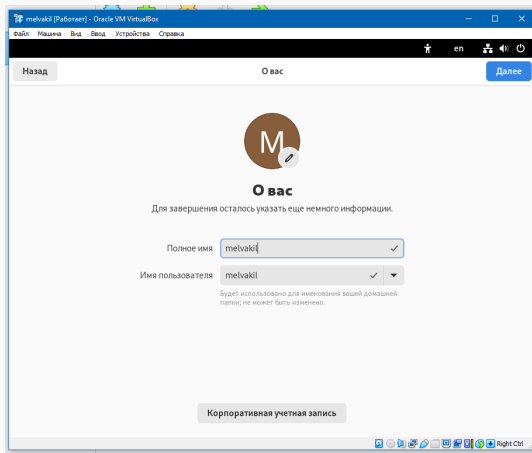 melvakil [Работает] - Oracle VM VirtualBox
Файл Машина Вид Ввод Устройства Справка
en
Назад О вас Далее
M
О вас
Для завершения осталось указать еще немного информации.
Полное имя melvakil
Имя пользователя melvakil
Будет использовано для именования вашей домашней
папки; не может быть изменено.
Корпоративная учетная запись
Right Ctrl